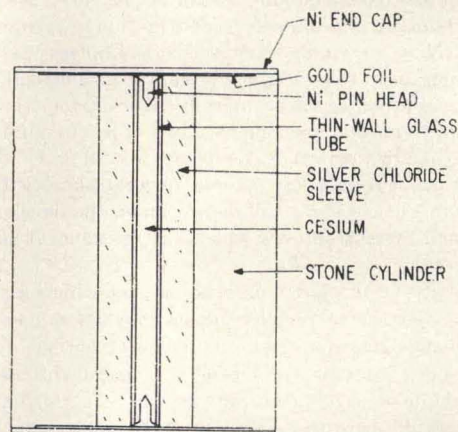 Ni END CAP
GOLD FOIL
Ni PIN HEAD
THIN-WALL GLASS
TUBE
SILVER CHLORIDE
SLEEVE
CESIUM
STONE CYLINDER